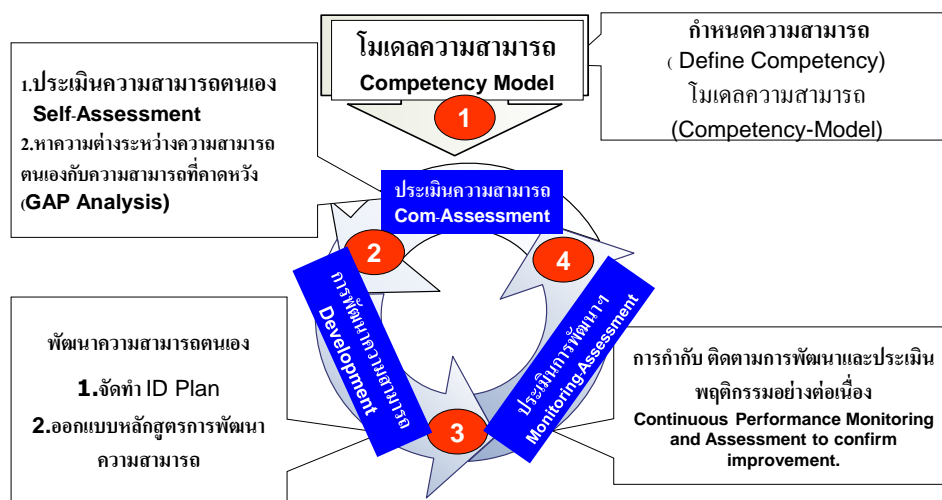 โมเดลความสามารถ
Competency Model
1
กำหนดความสามารถ
( Define Competency)
โมเดลความสามารถ
(Competency-Model)
1.ประเมินความสามารถตนเอง
Self-Assessment
2.หาความต่างระหว่างความสามารถ
ตนเองกับความสามารถที่คาดหวัง
(GAP Analysis)
ประเมินความสามารถ
Com-Assessment
2
4
การพัฒนาความสามารถ
Development
ประเมินการพัฒนาฯ
Monitoring-Assessment
3
พัฒนาความสามารถตนเอง
1.จัดทำ ID Plan
2.ออกแบบหลักสูตรการพัฒนา
ความสามารถ
การกำกับ ติดตามการพัฒนาและประเมิน
พฤติกรรมอย่างต่อเนื่อง
Continuous Performance Monitoring
and Assessment to confirm
improvement.